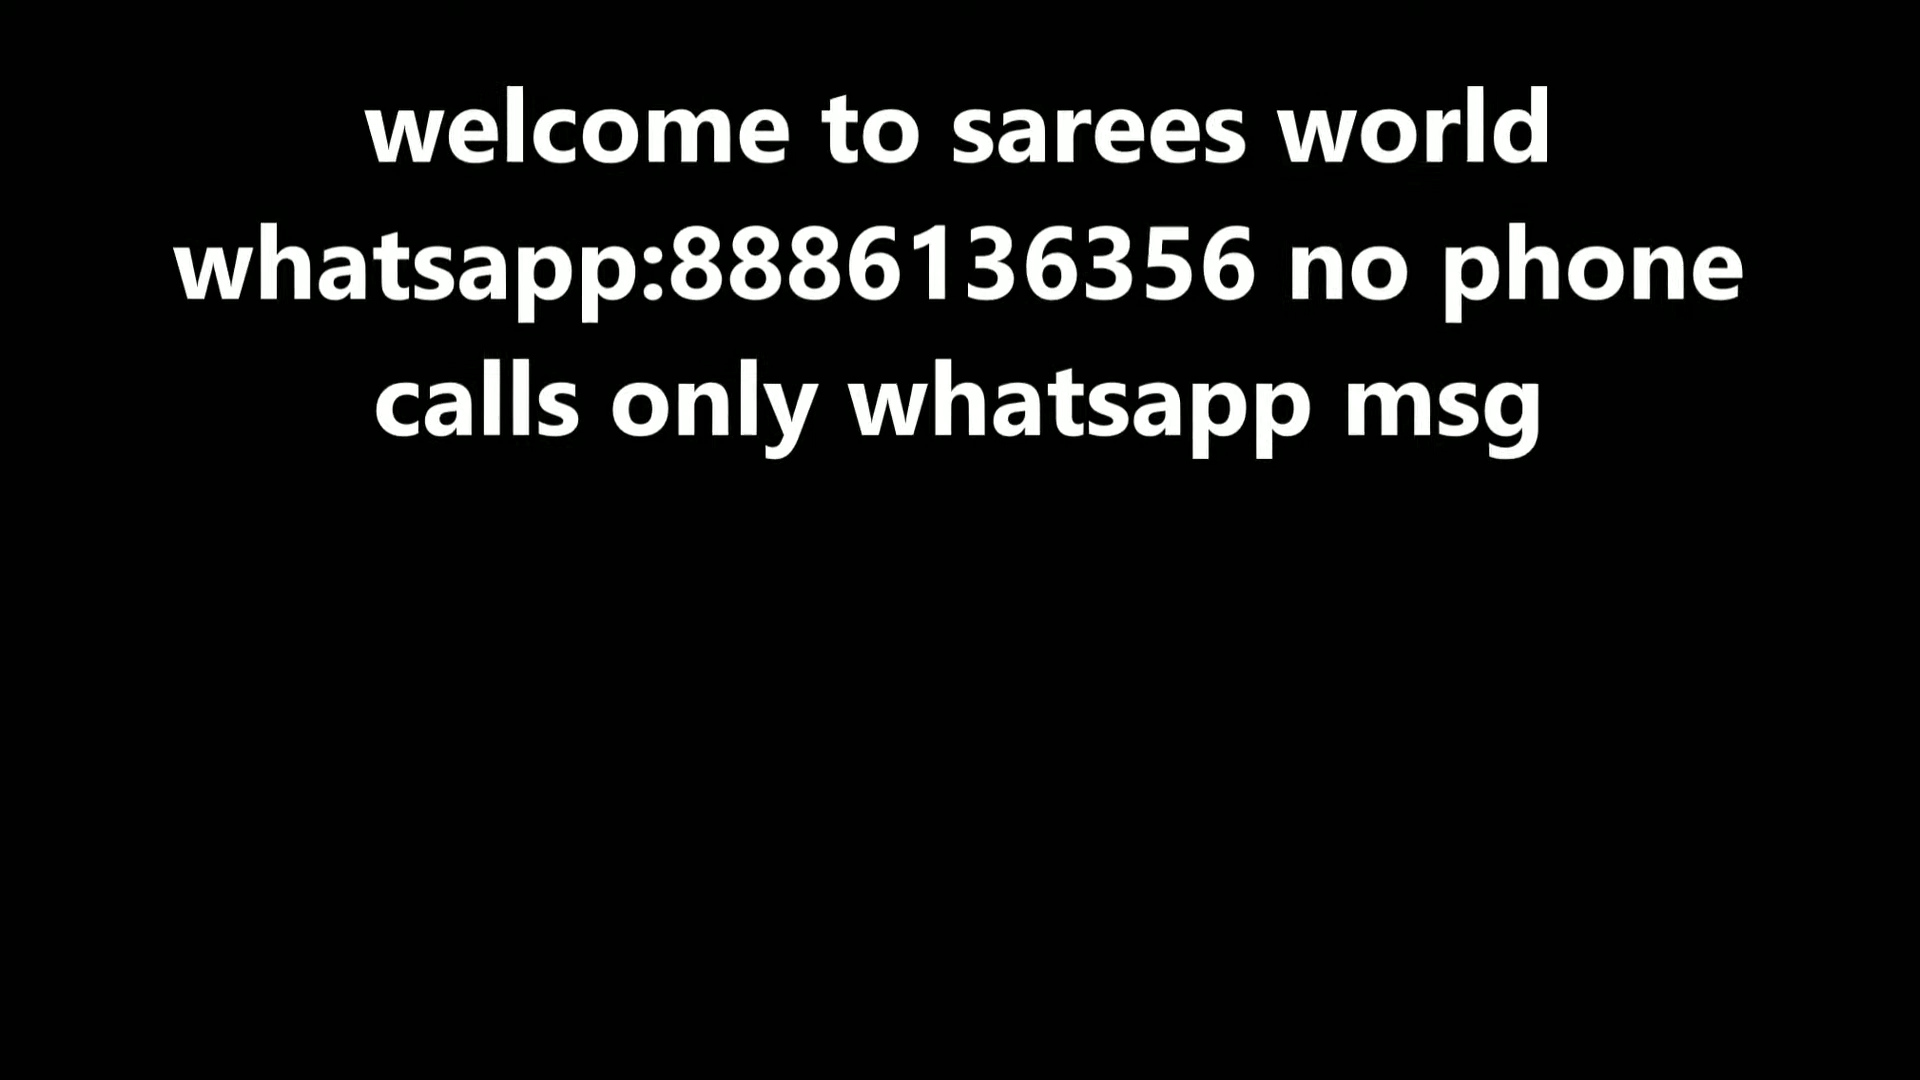 welcome to sarees world
whatsapp:8886136356 no phone
calls only whatsapp msg